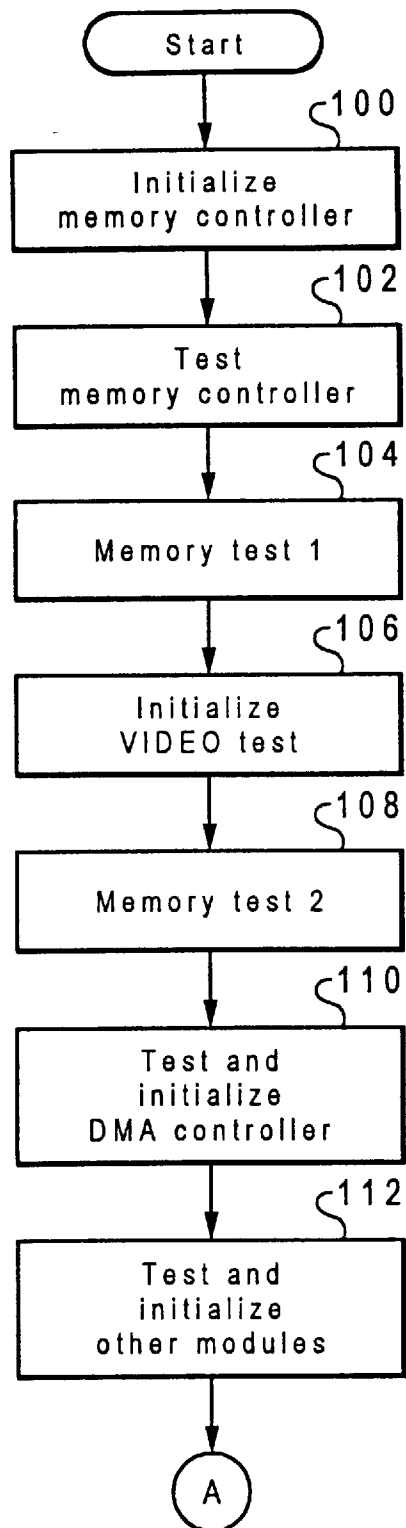 Start
100
Initialize
memory controller
102
Test
memory controller
104
Memory test 1
106
Initialize
VIDEO test
108
Memory test 2
110
Test and
initialize
DMA controller
112
Test and
initialize
other modules
A